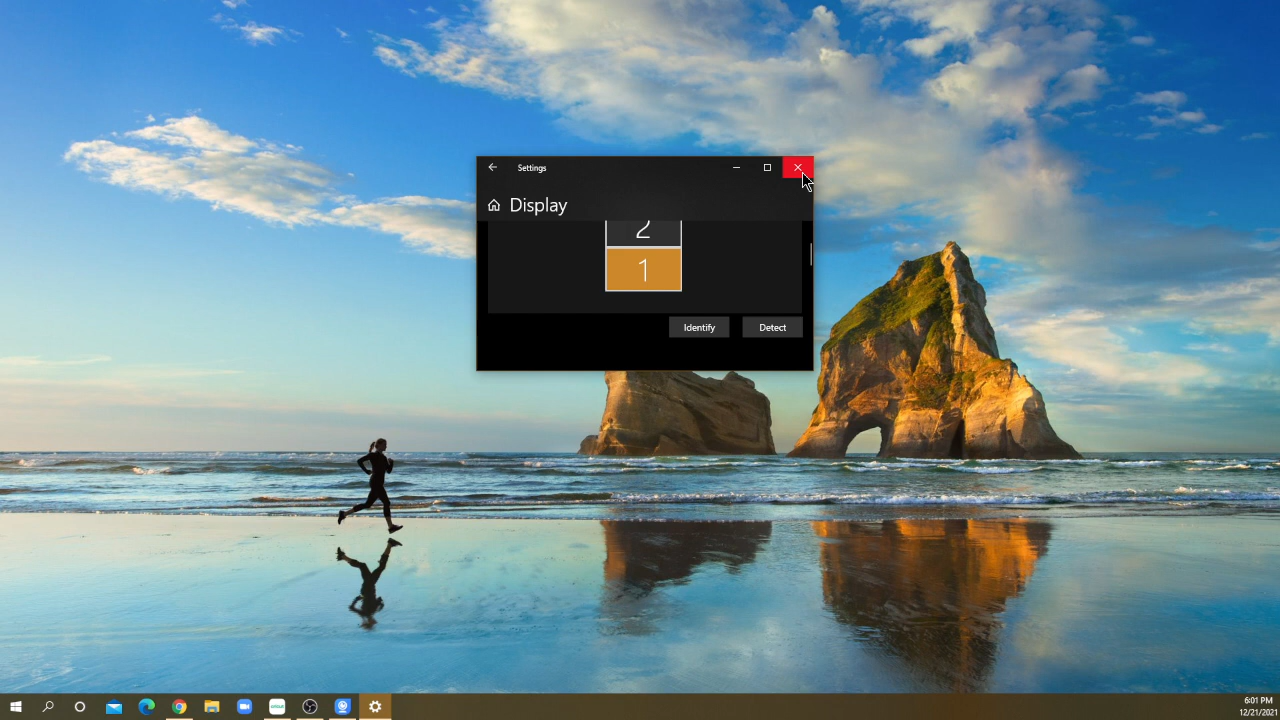 Settings
Display
2
1
Identify
Detect
6:01 PM
12/21/2021